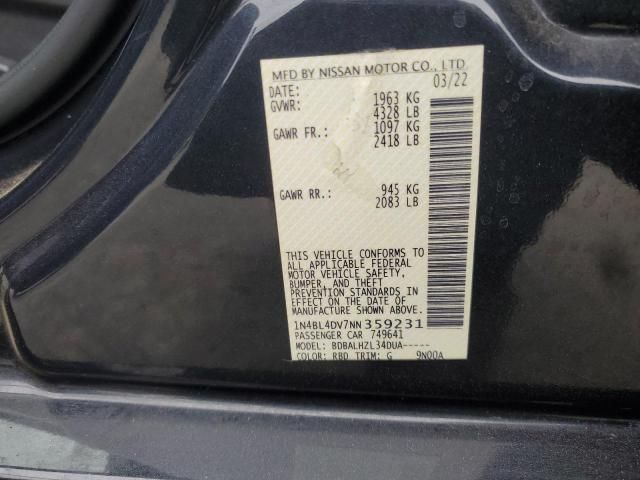 MFD BY NISSAN MOTOR CO., LTD
DATE: 03/22
GVWR: 1963 KG
4328 LB
GAWR FR.: 1097 KG
2418 LB
GAWR RR.: 945 KG
2083 LB
THIS VEHICLE CONFORMS TO
ALL APPLICABLE FEDERAL
MOTOR VEHICLE SAFETY,
BUMPER, AND THEFT
PREVENTION STANDARDS IN
EFFECT ON THE DATE OF
MANUFACTURE SHOWN ABOVE.
1N4BL4DV7NN359231
PASSENGER CAR 749641
MODEL: BDBALHZL34DUA-----
COLOR: RBD TRIM: G 9N00A